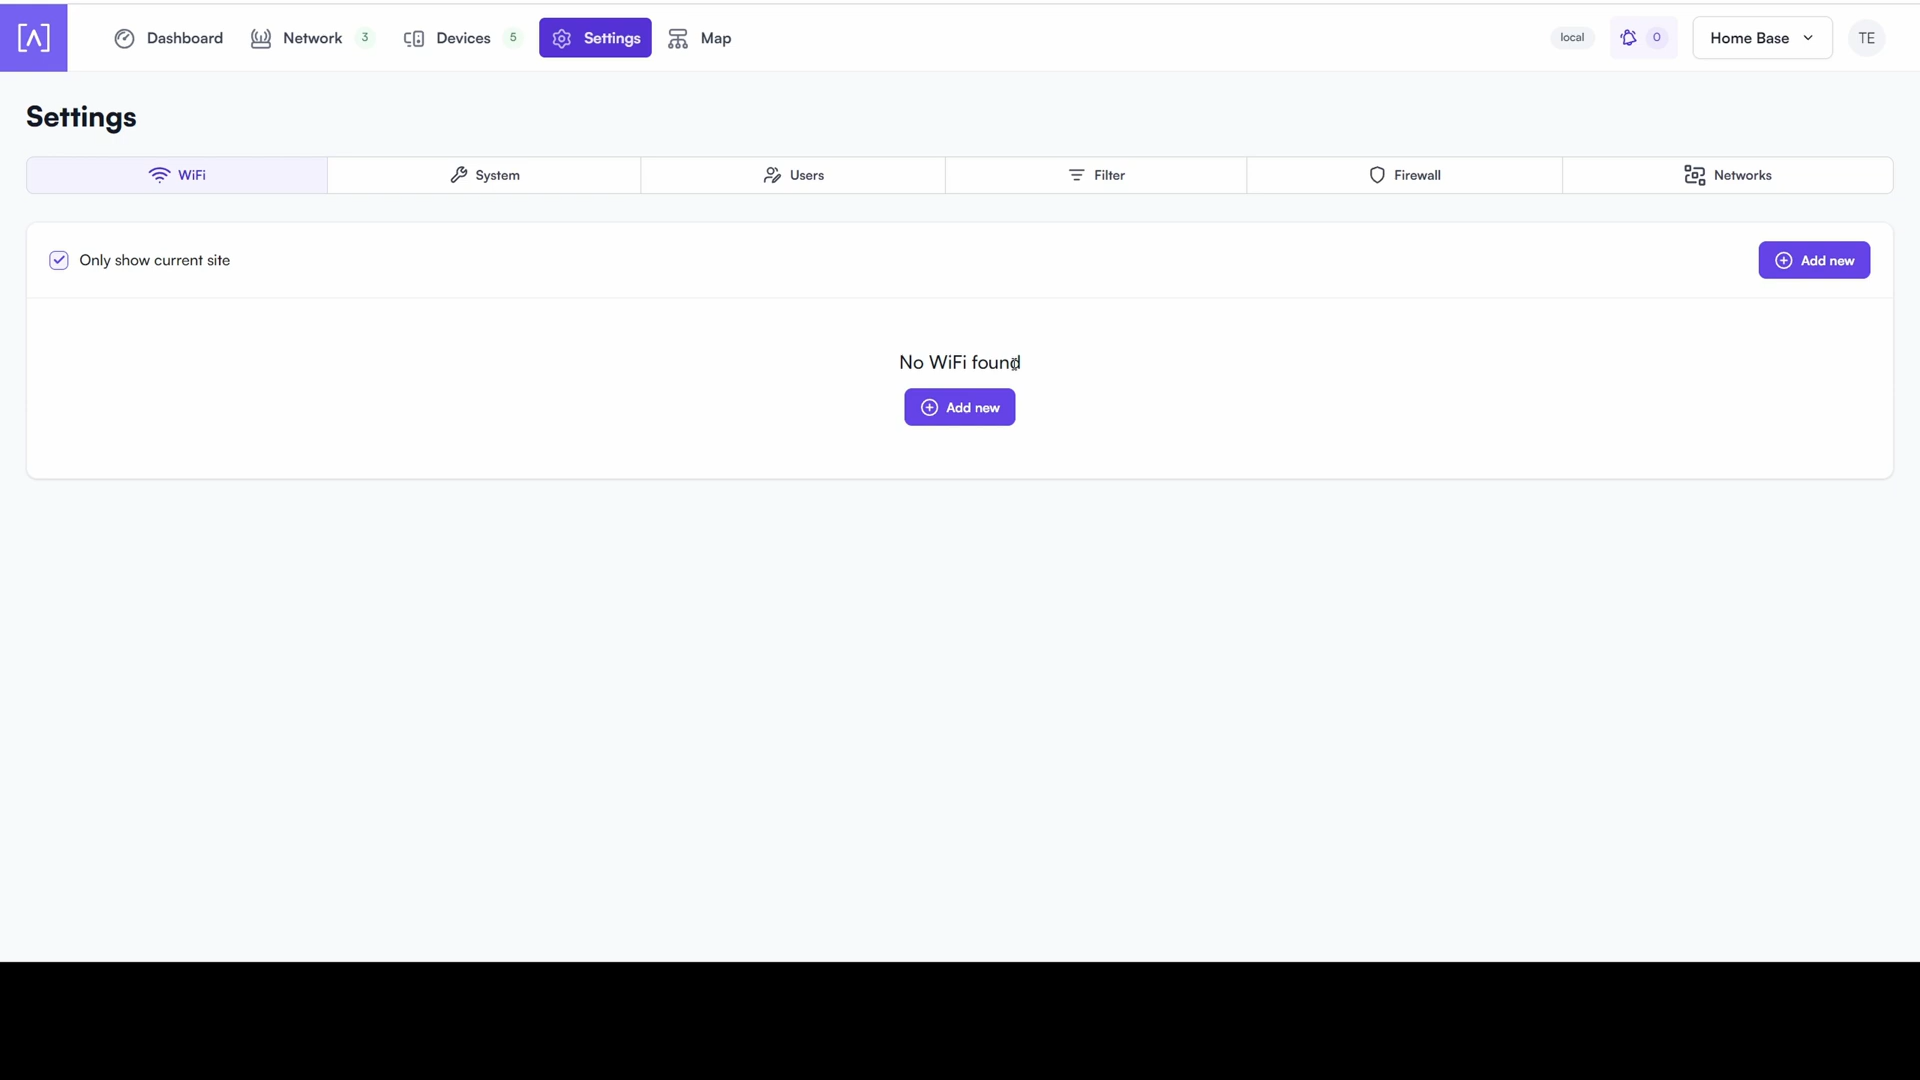 [Λ]
Dashboard
Network 3
Devices 5
Settings
Map
local
0
Home Base
TE
Settings
WiFi
System
Users
Filter
Firewall
Networks
Only show current site
Add new
No WiFi found
Add new